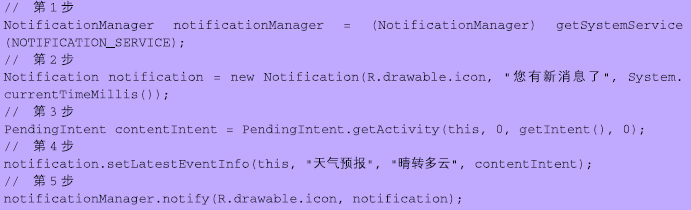 //  第 1 步
NotificationManager notificationManager = (NotificationManager) getSystemService
(NOTIFICATION_SERVICE);
//  第 2 步
Notification notification = new Notification(R.drawable.icon, "您有新消息了", System.
currentTimeMillis());
//  第 3 步
PendingIntent contentIntent = PendingIntent.getActivity(this, 0, getIntent(), 0);
//  第 4 步
notification.setLatestEventInfo(this, "天气预报", "晴转多云", contentIntent);
//  第 5 步
notificationManager.notify(R.drawable.icon, notification);